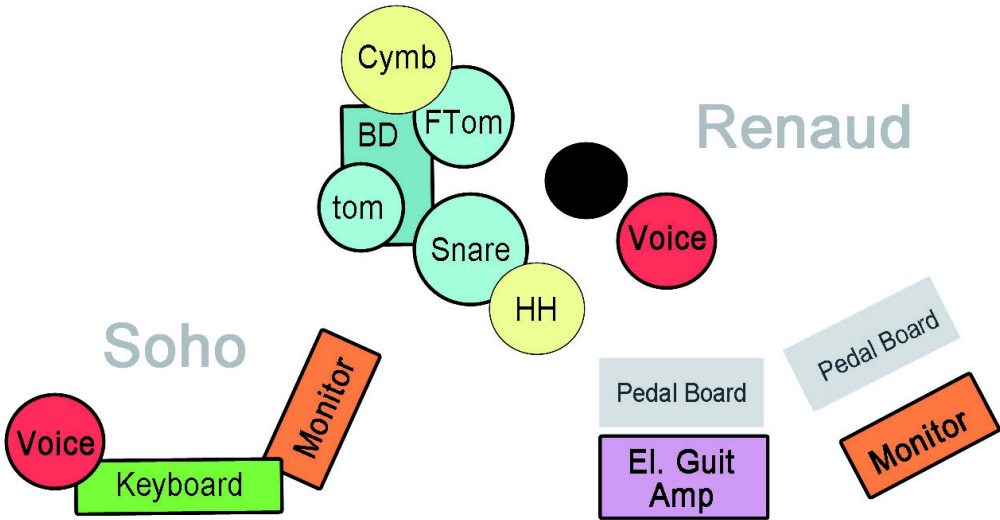 Cymb
BD
FTom
Renaud
tom
Snare
Voice
HH
Soho
Monitor
Pedal Board
Pedal Board
Voice
Keyboard
El. Guit
Amp
Monitor